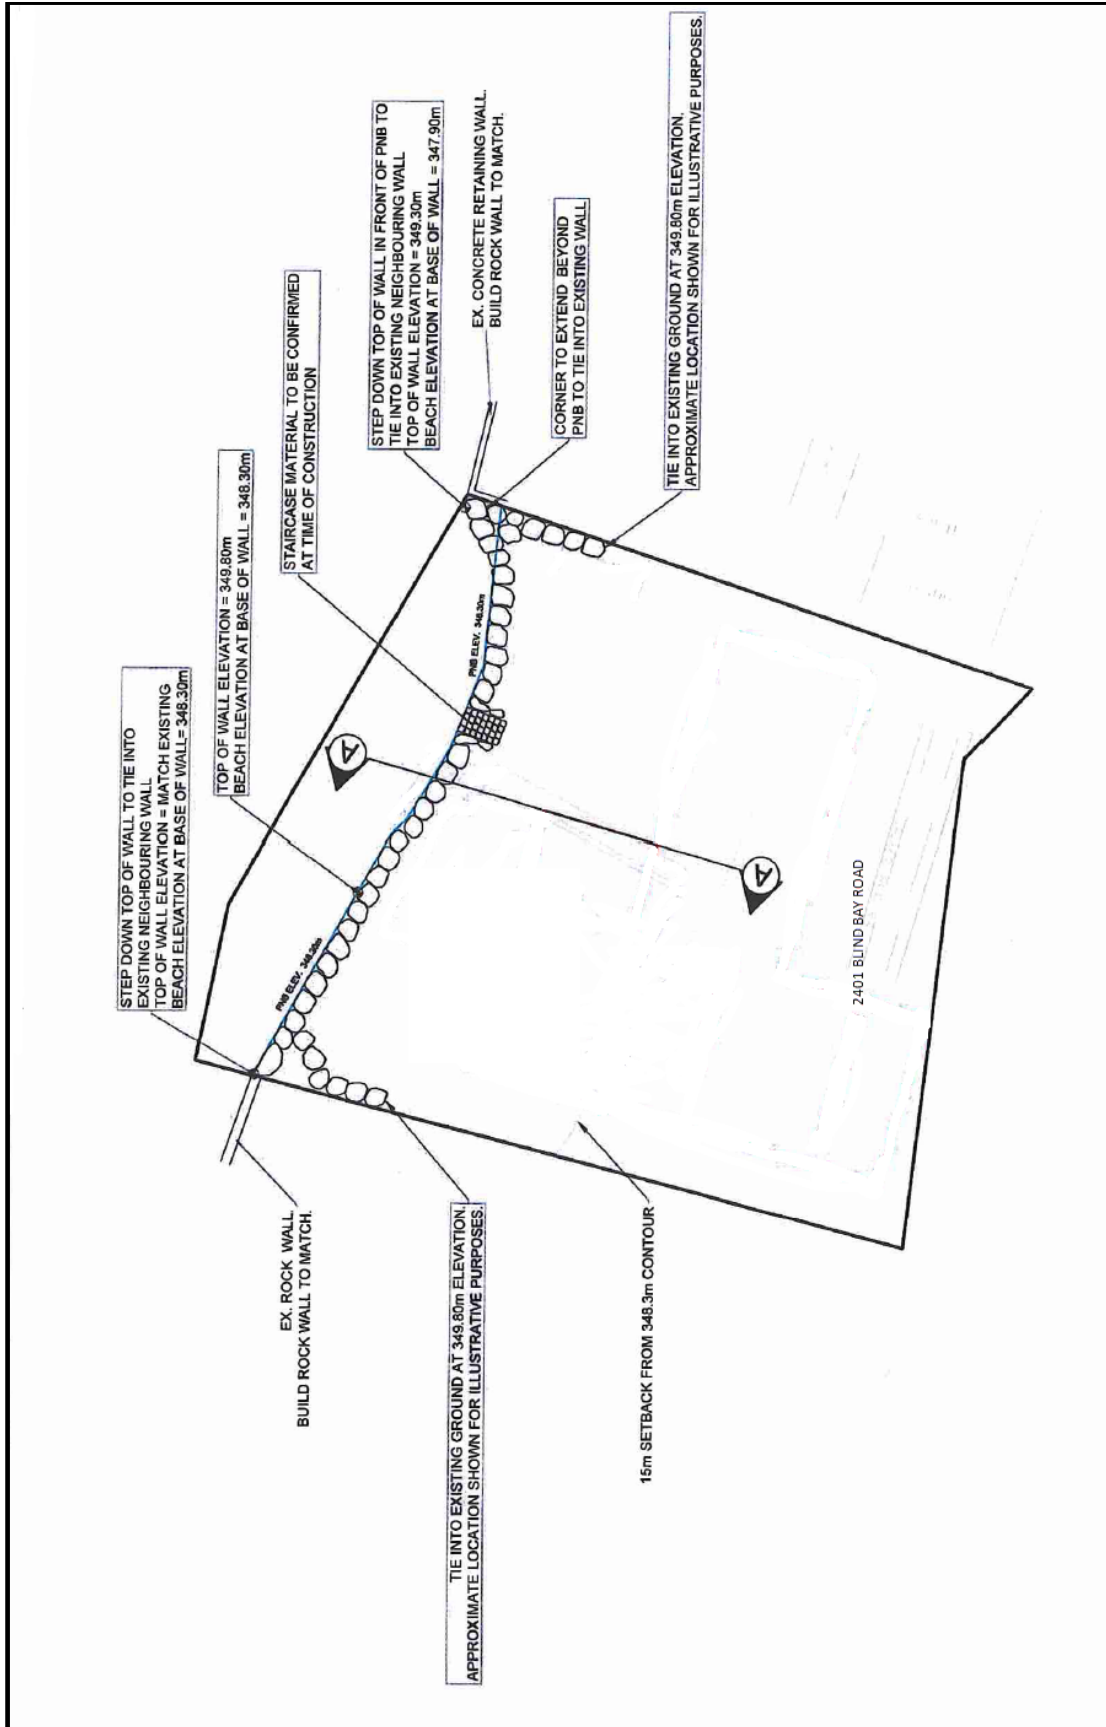 STEP DOWN TOP OF WALL TO TIE INTO
EXISTING NEIGHBOURING WALL
TOP OF WALL ELEVATION = MATCH EXISTING
BEACH ELEVATION AT BASE OF WALL= 348.30m
TOP OF WALL ELEVATION = 349.80m
BEACH ELEVATION AT BASE OF WALL = 348.30m
STAIRCASE MATERIAL TO BE CONFIRMED
AT TIME OF CONSTRUCTION
STEP DOWN TOP OF WALL IN FRONT OF PNB TO
TIE INTO EXISTING NEIGHBOURING WALL
TOP OF WALL ELEVATION = 349.30m
BEACH ELEVATION AT BASE OF WALL = 347.90m
EX. CONCRETE RETAINING WALL.
BUILD ROCK WALL TO MATCH.
CORNER TO EXTEND BEYOND
PNB TO TIE INTO EXISTING WALL
TIE INTO EXISTING GROUND AT 349.80m ELEVATION.
APPROXIMATE LOCATION SHOWN FOR ILLUSTRATIVE PURPOSES.
EX. ROCK WALL.
BUILD ROCK WALL TO MATCH.
PNB ELEV. 348.30m
PNB ELEV. 348.30m
A
A
TIE INTO EXISTING GROUND AT 349.80m ELEVATION.
APPROXIMATE LOCATION SHOWN FOR ILLUSTRATIVE PURPOSES.
15m SETBACK FROM 348.3m CONTOUR
2401 BLIND BAY ROAD